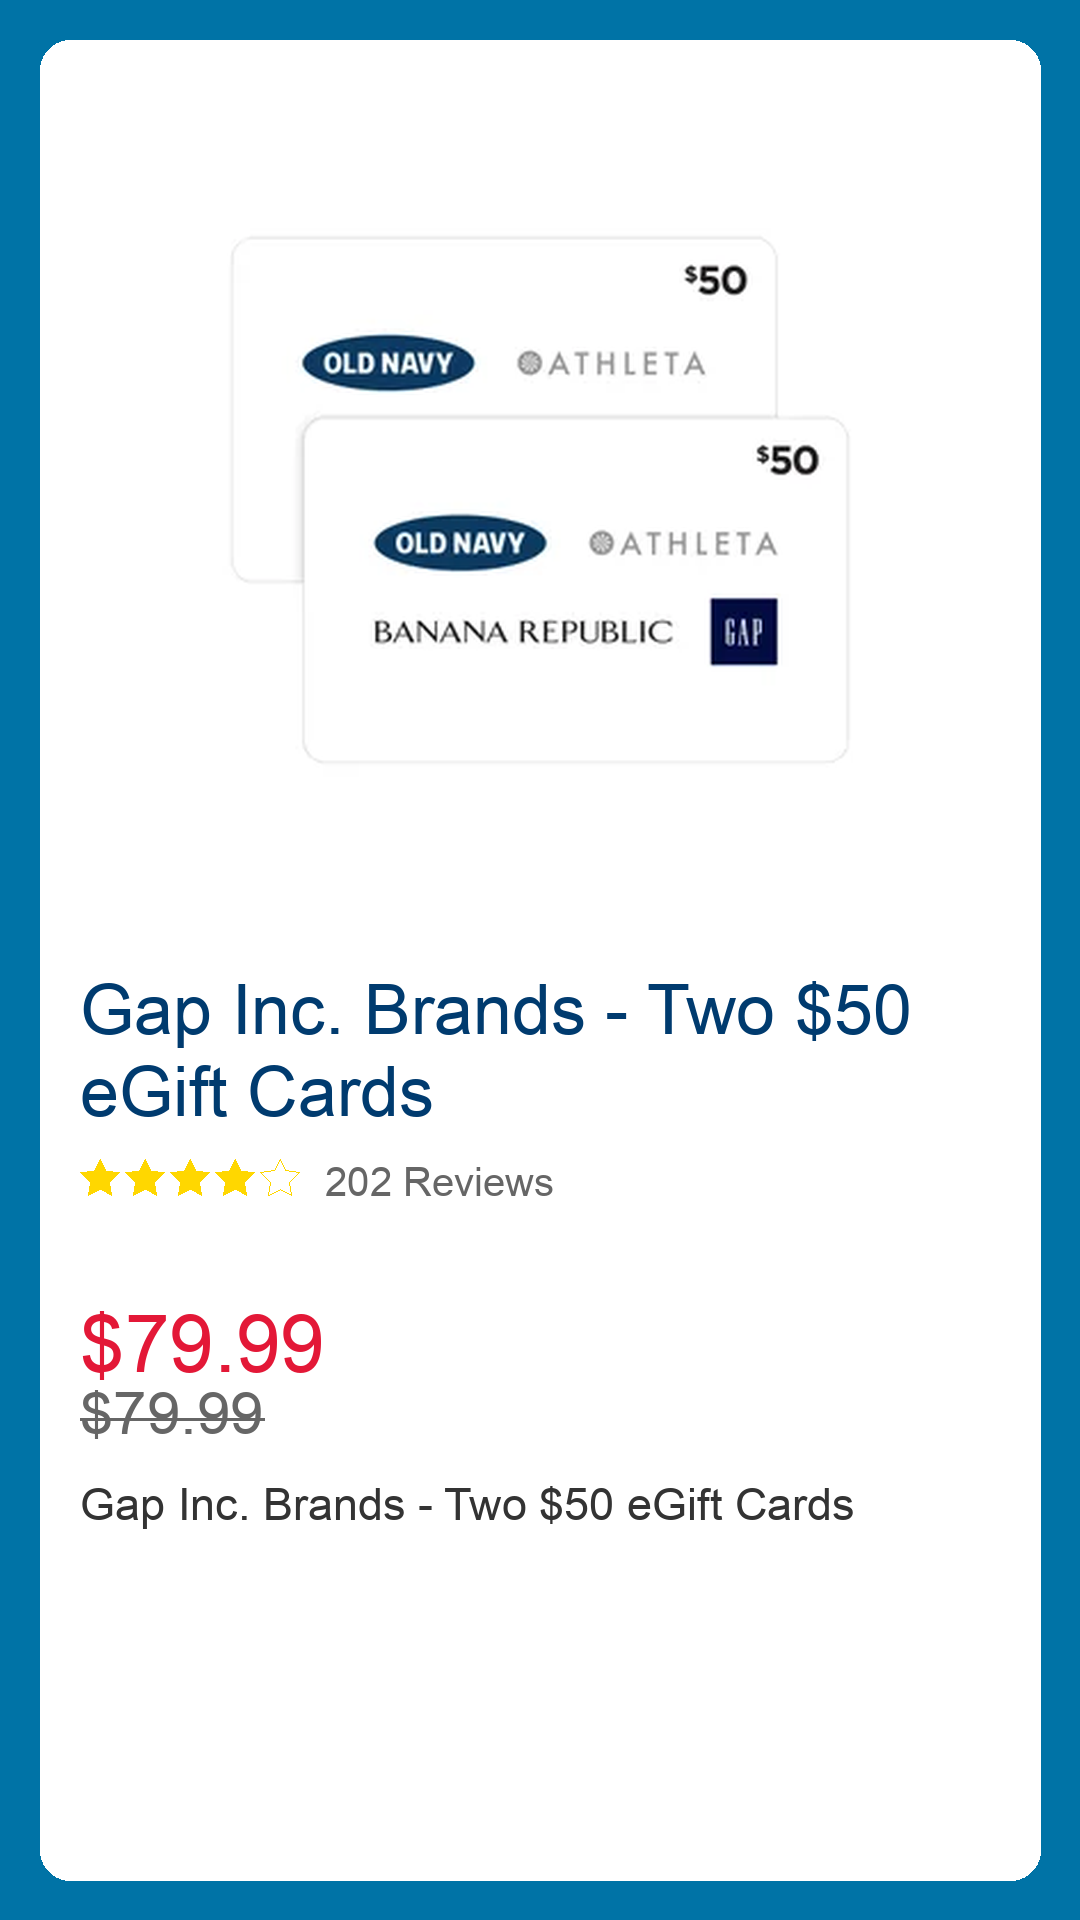 $50
OLD NAVY ATHLETA
$50
OLD NAVY ATHLETA
BANANA REPUBLIC GAP
Gap Inc. Brands - Two $50
eGift Cards
202 Reviews
$79.99
$79.99
Gap Inc. Brands - Two $50 eGift Cards